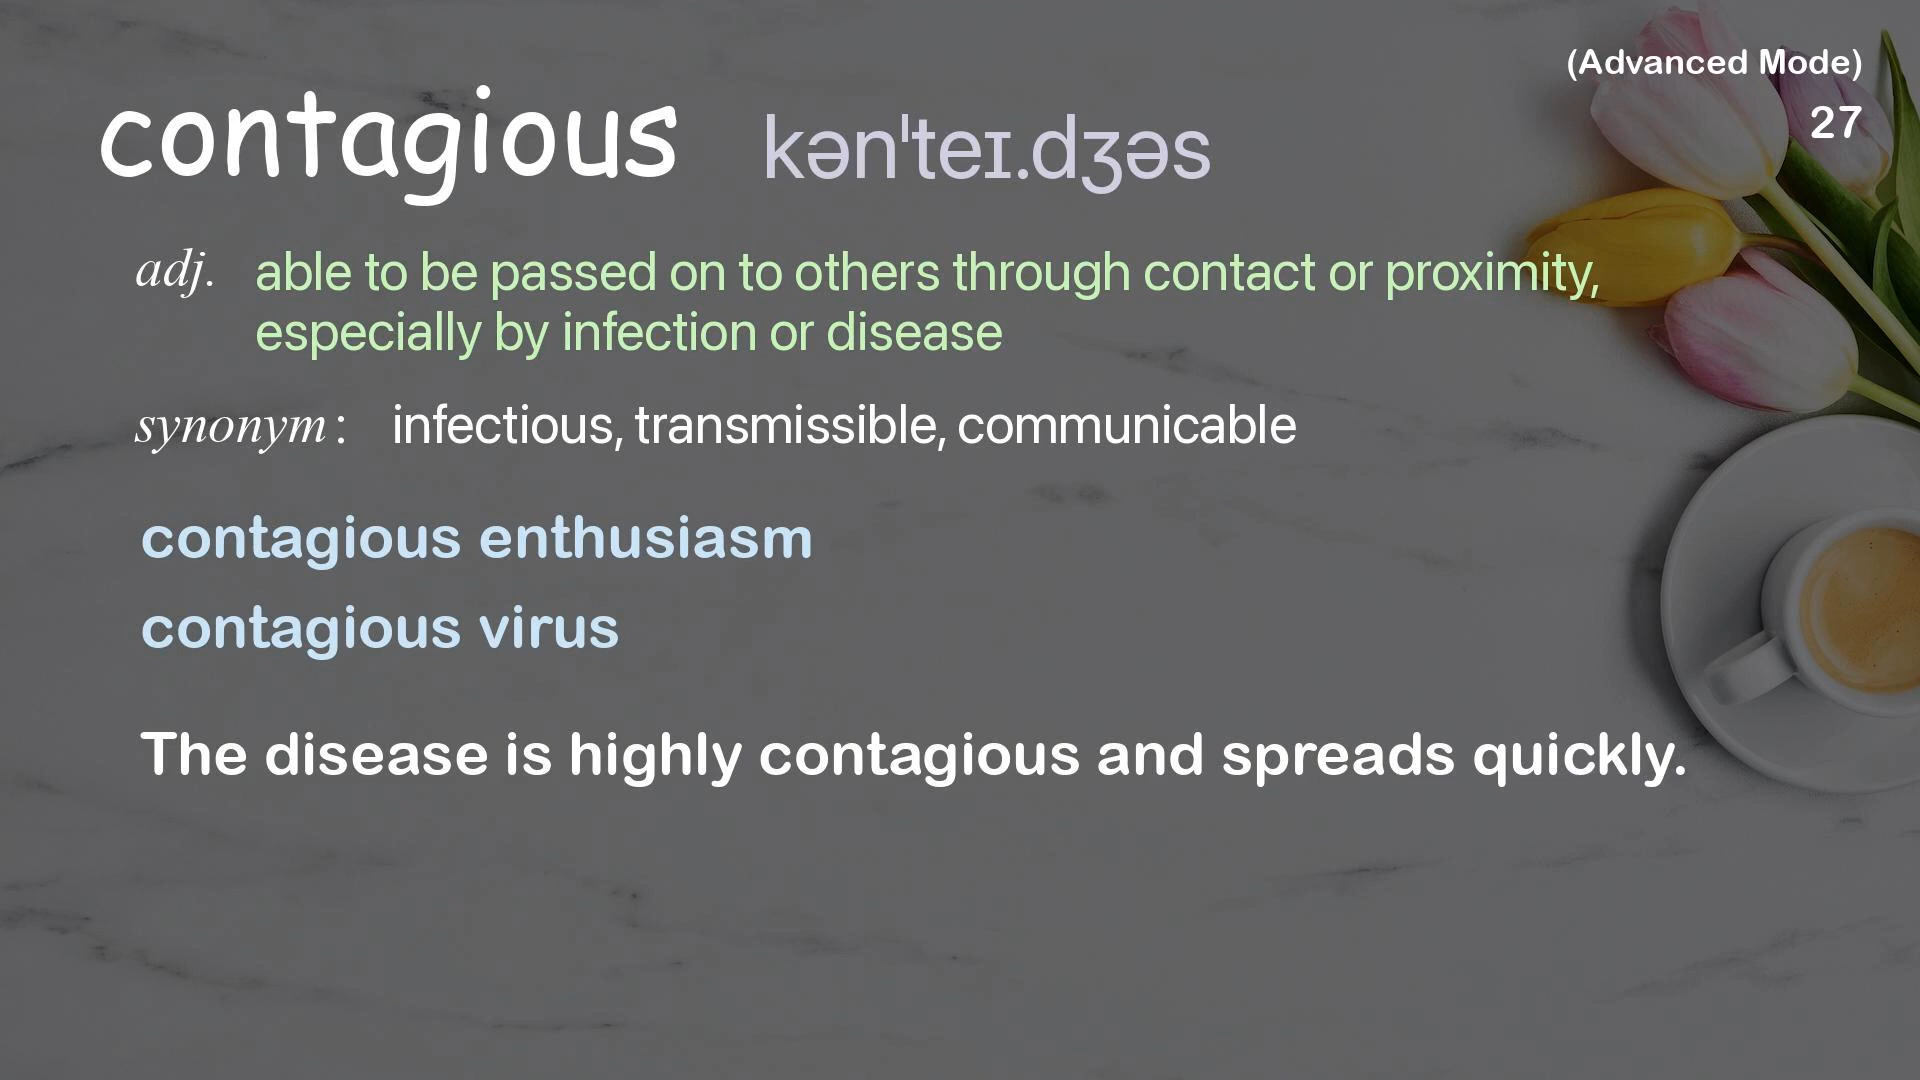 (Advanced Mode)
27
contagious kən'teɪ.dʒəs
adj. able to be passed on to others through contact or proximity,
especially by infection or disease
synonym : infectious, transmissible, communicable
contagious enthusiasm
contagious virus
The disease is highly contagious and spreads quickly.